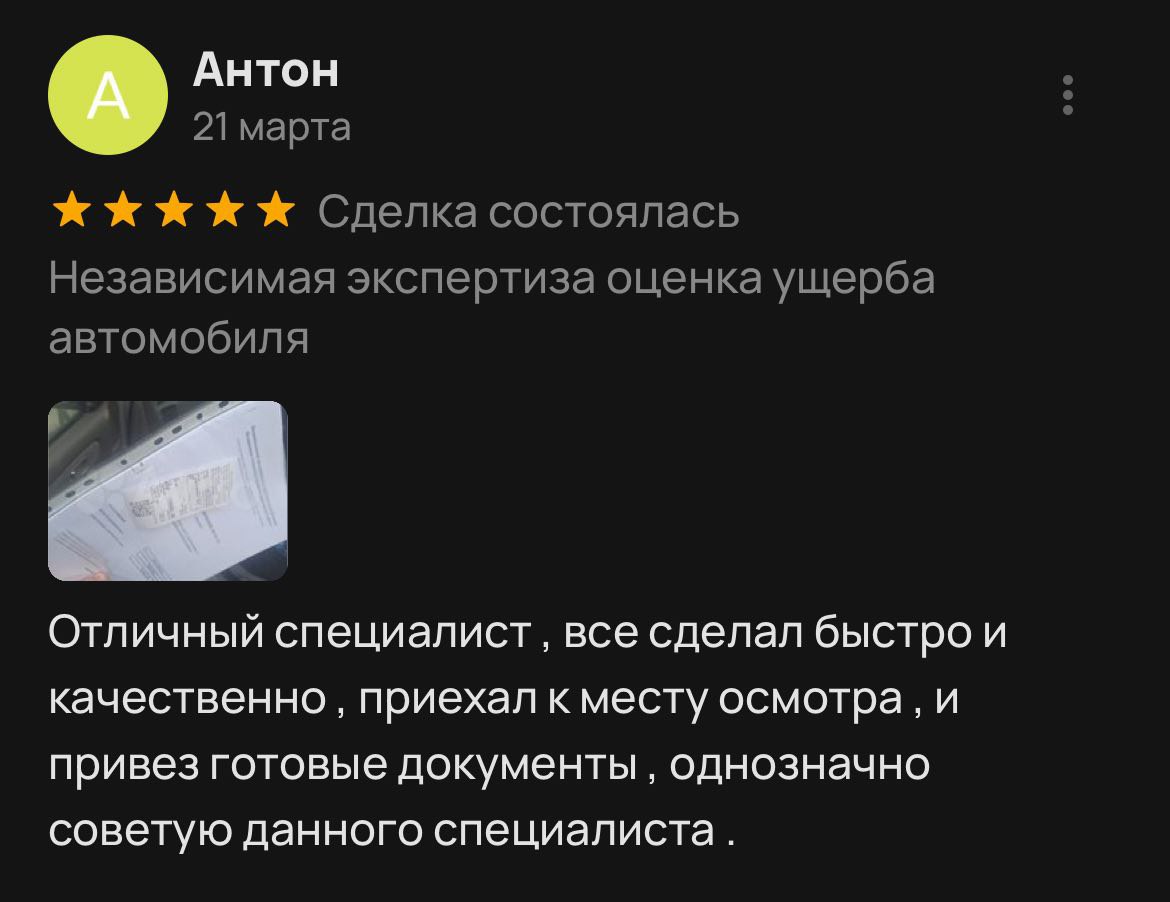 А
Антон
21 марта
Сделка состоялась
Независимая экспертиза оценка ущерба
автомобиля
Отличный специалист , все сделал быстро и
качественно , приехал к месту осмотра , и
привез готовые документы , однозначно
советую данного специалиста .